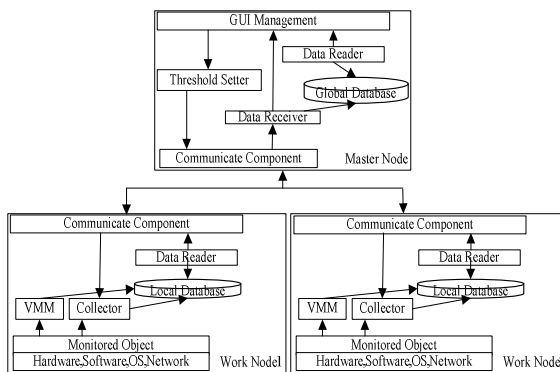 GUI Management
Data Reader
Threshold Setter
Global Database
Data Receiver
Communicate Component
Master Node
Communicate Component
Data Reader
Local Database
VMM
Collector
Monitored Object
Hardware,Software,OS,Network
Work Node1
Communicate Component
Data Reader
Local Database
VMM
Collector
Monitored Object
Hardware,Software,OS,Network
Work Node